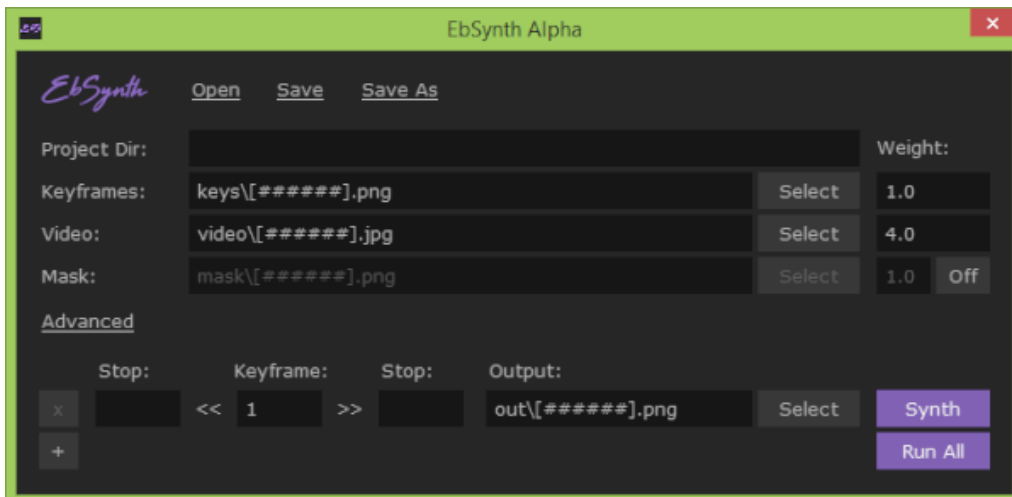 EbSynth Alpha
EbSynth Open Save Save As
Project Dir: Weight:
Keyframes: keys\[######].png Select 1.0
Video: video\[######].jpg Select 4.0
Mask: mask\[######].png Select 1.0 Off
Advanced
Stop: Keyframe: Stop: Output:
x << 1 >> out\[######].png Select Synth
+ Run All